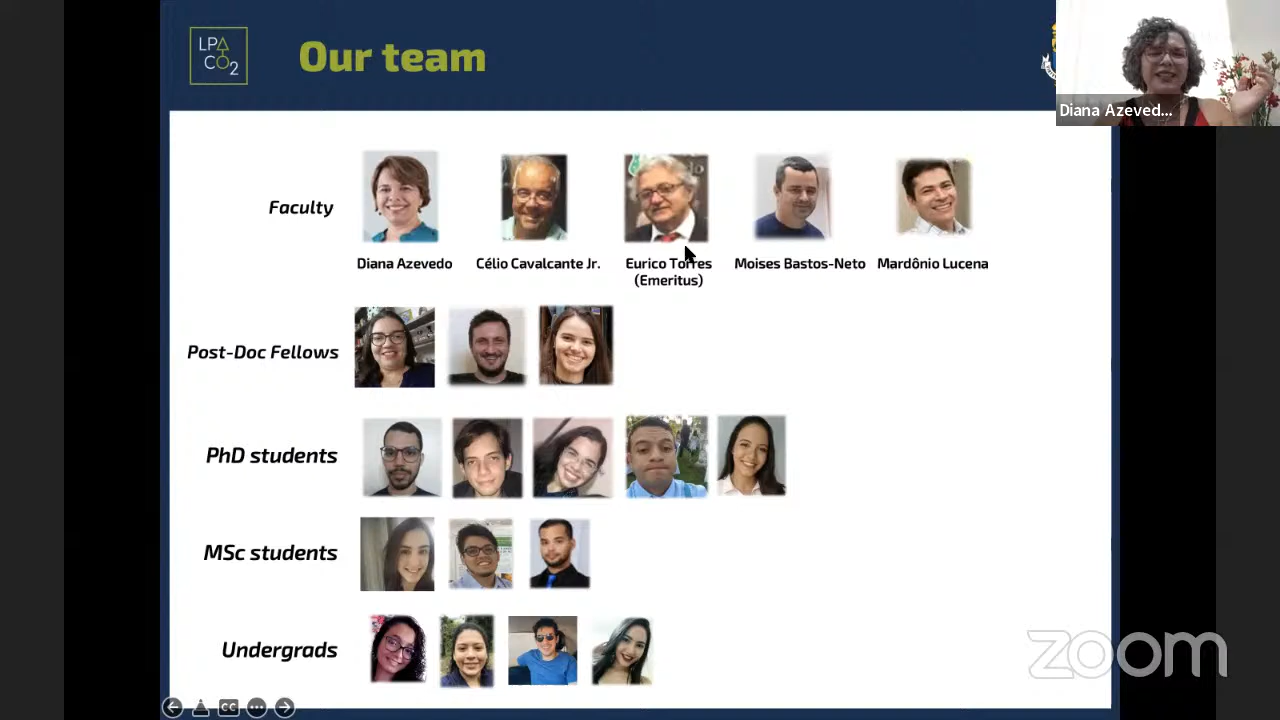 LPA
CO2
Our team
Diana Azeved...
Faculty
Diana Azevedo
Célio Cavalcante Jr.
Eurico Torres
(Emeritus)
Moises Bastos-Neto
Mardônio Lucena
Post-Doc Fellows
PhD students
MSc students
Undergrads
zoom
CC